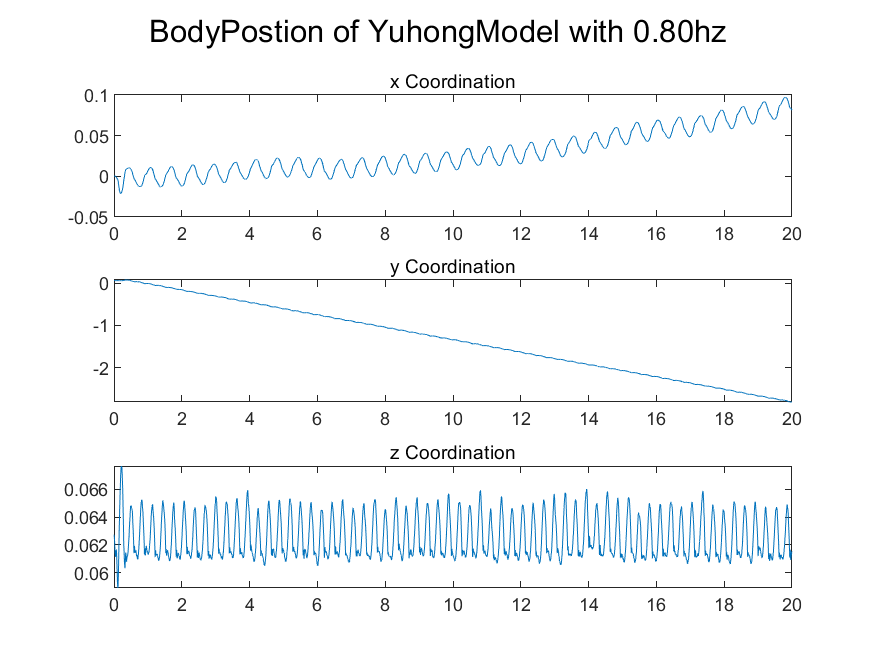 BodyPostion of YuhongModel with 0.80hz
x Coordination
0.1
0.05
0
-0.05
0 2 4 6 8 10 12 14 16 18 20
y Coordination
0
-1
-2
0 2 4 6 8 10 12 14 16 18 20
z Coordination
0.066
0.064
0.062
0.06
0 2 4 6 8 10 12 14 16 18 20